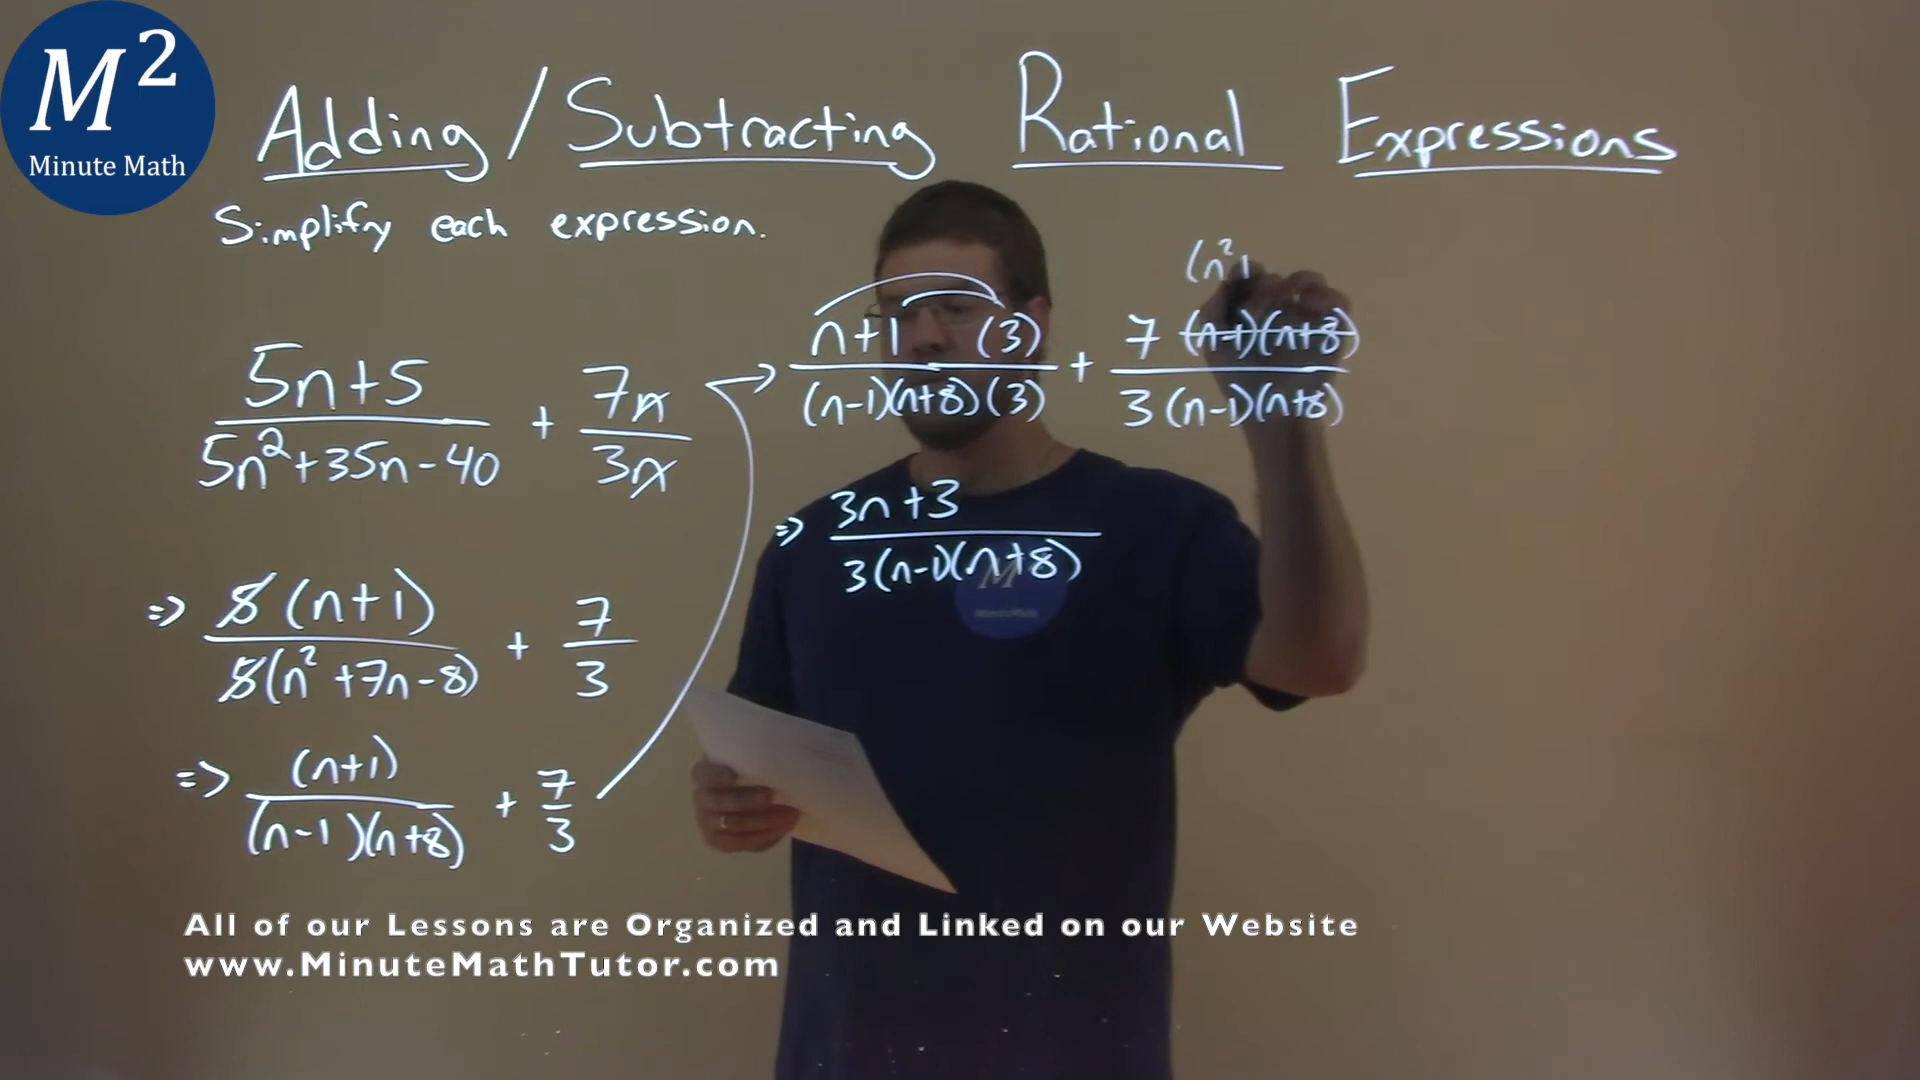 M²
Minute Math
Adding / Subtracting Rational Expressions
Simplify each expression.
(5n+5)/(5n²+35n-40) + 7n/3n
=> 5(n+1)/5(n²+7n-8) + 7/3
=> (n+1)/(n-1)(n+8) + 7/3
n+1 (3)/(n-1)(n+8)(3) + 7(n-1)(n+8)/3(n-1)(n+8)
(n²
=> 3n+3/3(n-1)(n+8)
M
All of our Lessons are Organized and Linked on our Website
www.MinuteMathTutor.com